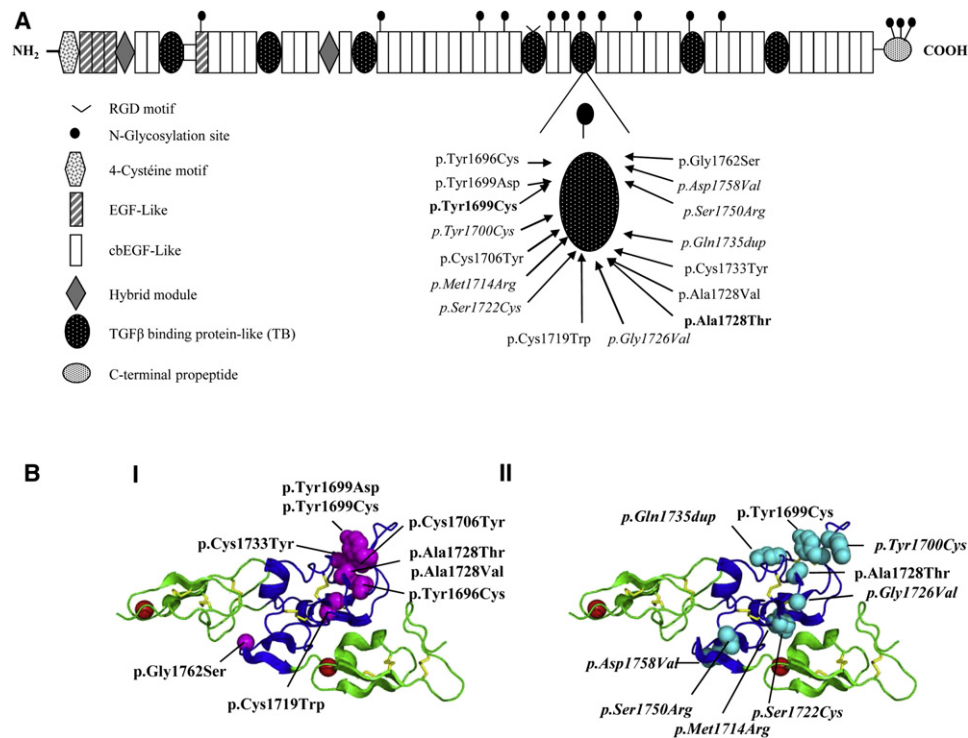 A
NH2
COOH
RGD motif
N-Glycosylation site
4-Cystéine motif
EGF-Like
cbEGF-Like
Hybrid module
TGFβ binding protein-like (TB)
C-terminal propeptide
p.Tyr1696Cys
p.Tyr1699Asp
p.Tyr1699Cys
p.Tyr1700Cys
p.Cys1706Tyr
p.Met1714Arg
p.Ser1722Cys
p.Cys1719Trp
p.Gly1726Val
p.Gly1762Ser
p.Asp1758Val
p.Ser1750Arg
p.Gln1735dup
p.Cys1733Tyr
p.Ala1728Val
p.Ala1728Thr
B
I
p.Tyr1699Asp
p.Tyr1699Cys
p.Cys1706Tyr
p.Cys1733Tyr
p.Ala1728Thr
p.Ala1728Val
p.Tyr1696Cys
p.Gly1762Ser
p.Cys1719Trp
II
p.Tyr1699Cys
p.Gln1735dup
p.Tyr1700Cys
p.Ala1728Thr
p.Gly1726Val
p.Asp1758Val
p.Ser1750Arg
p.Ser1722Cys
p.Met1714Arg